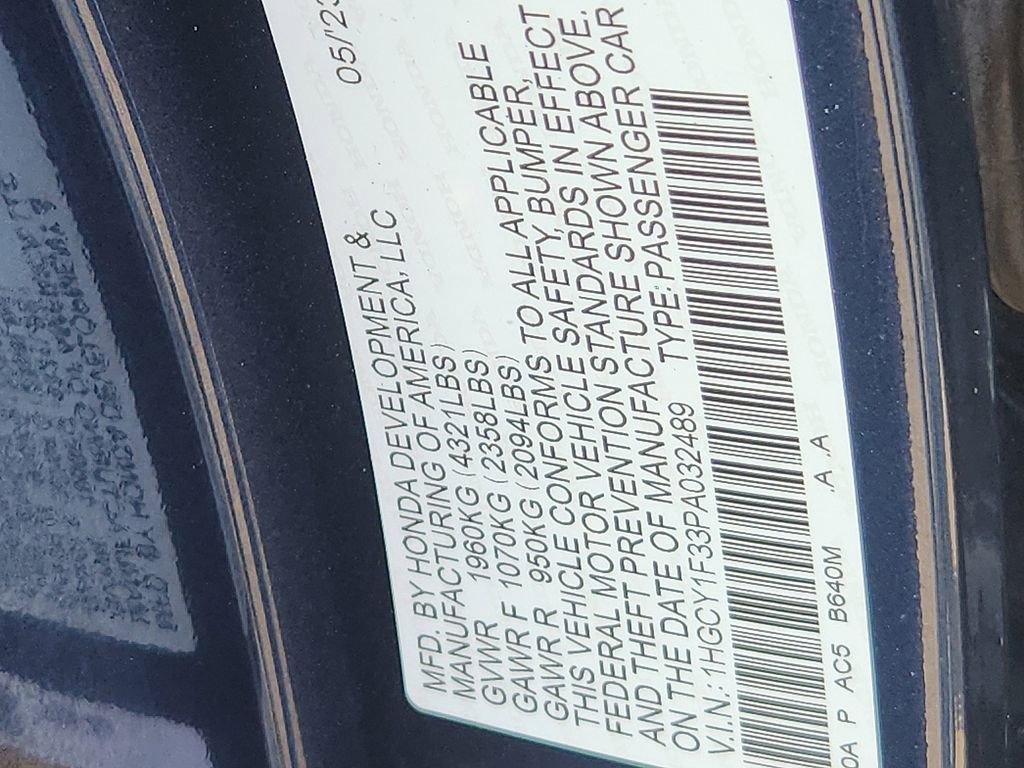 MFD. BY HONDA DEVELOPMENT & 05/'23
MANUFACTURING OF AMERICA, LLC
GVWR 1960KG (4321LBS)
GAWR F 1070KG (2358LBS)
GAWR R 950KG (2094LBS)
THIS VEHICLE CONFORMS TO ALL APPLICABLE
FEDERAL MOTOR VEHICLE SAFETY, BUMPER,
AND THEFT PREVENTION STANDARDS IN EFFECT
ON THE DATE OF MANUFACTURE SHOWN ABOVE.
V.I.N.: 1HGCY1F33PA032489 TYPE: PASSENGER CAR
0A P AC5 B640M .A .A